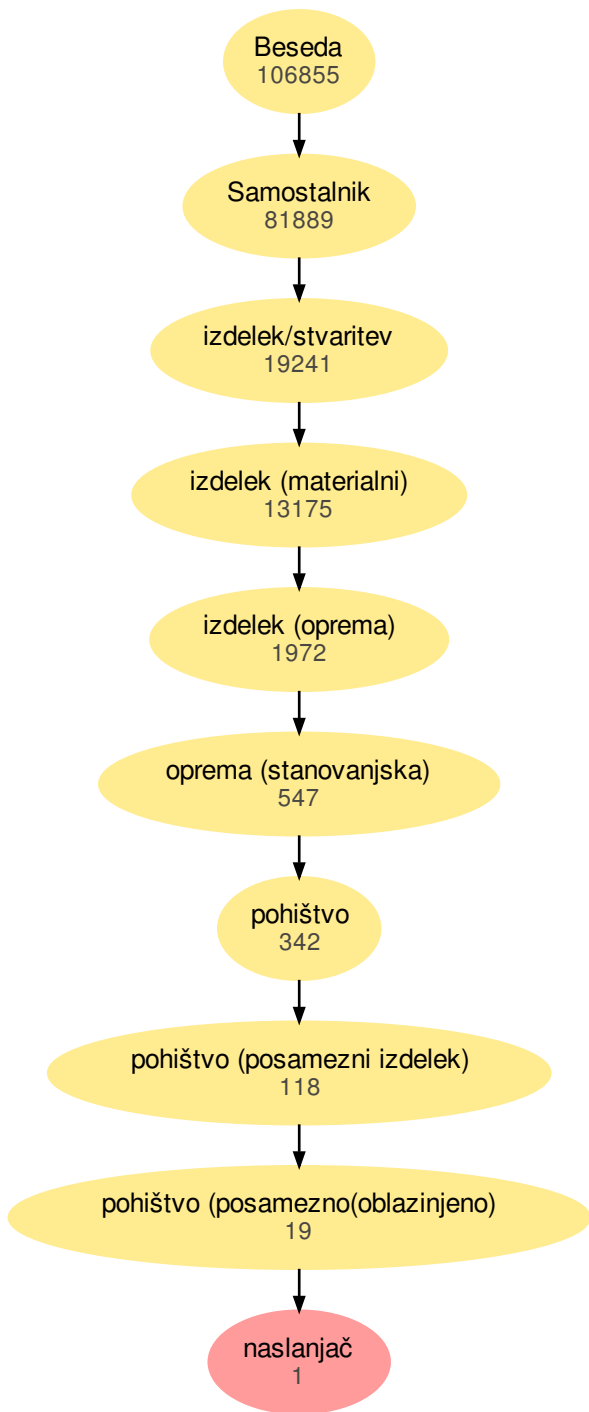 Beseda
106855
Samostalnik
81889
izdelek/stvaritev
19241
izdelek (materialni)
13175
izdelek (oprema)
1972
oprema (stanovanjska)
547
pohištvo
342
pohištvo (posamezni izdelek)
118
pohištvo (posamezno(oblazinjeno)
19
naslanjač
1